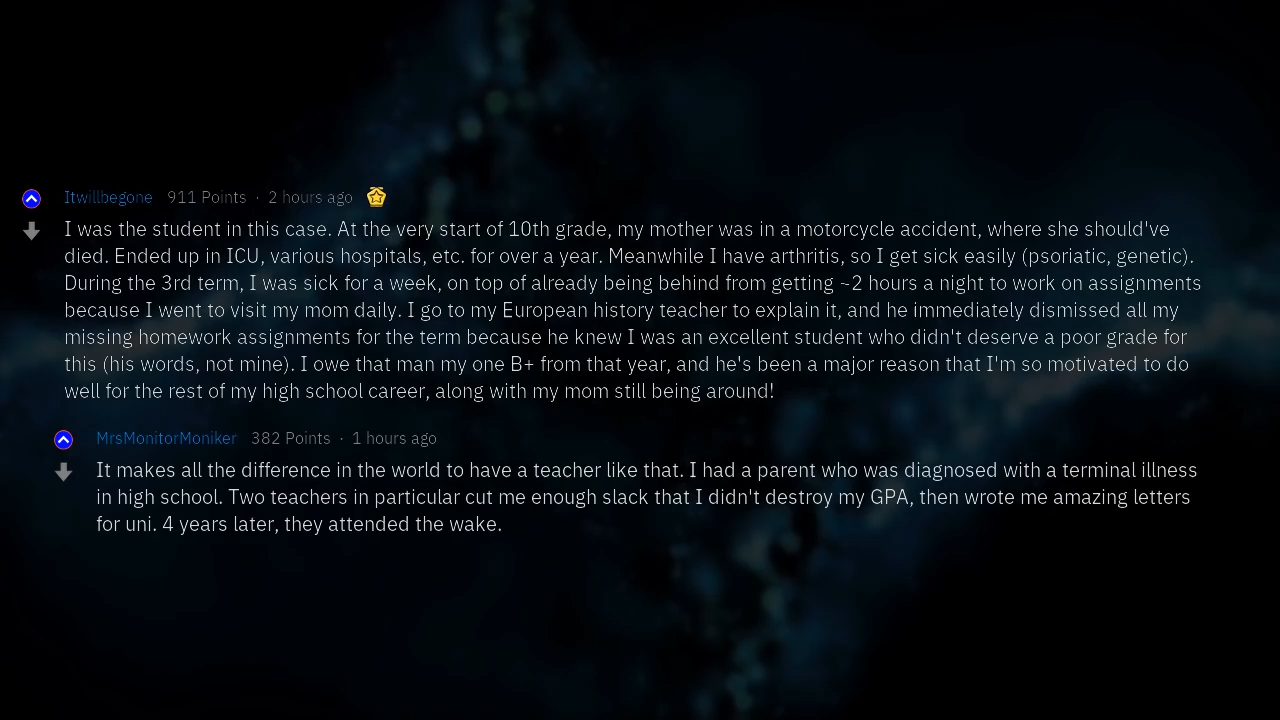 Itwillbegone 911 Points · 2 hours ago
I was the student in this case. At the very start of 10th grade, my mother was in a motorcycle accident, where she should've
died. Ended up in ICU, various hospitals, etc. for over a year. Meanwhile I have arthritis, so I get sick easily (psoriatic, genetic).
During the 3rd term, I was sick for a week, on top of already being behind from getting ~2 hours a night to work on assignments
because I went to visit my mom daily. I go to my European history teacher to explain it, and he immediately dismissed all my
missing homework assignments for the term because he knew I was an excellent student who didn't deserve a poor grade for
this (his words, not mine). I owe that man my one B+ from that year, and he's been a major reason that I'm so motivated to do
well for the rest of my high school career, along with my mom still being around!
MrsMonitorMoniker 382 Points · 1 hours ago
It makes all the difference in the world to have a teacher like that. I had a parent who was diagnosed with a terminal illness
in high school. Two teachers in particular cut me enough slack that I didn't destroy my GPA, then wrote me amazing letters
for uni. 4 years later, they attended the wake.